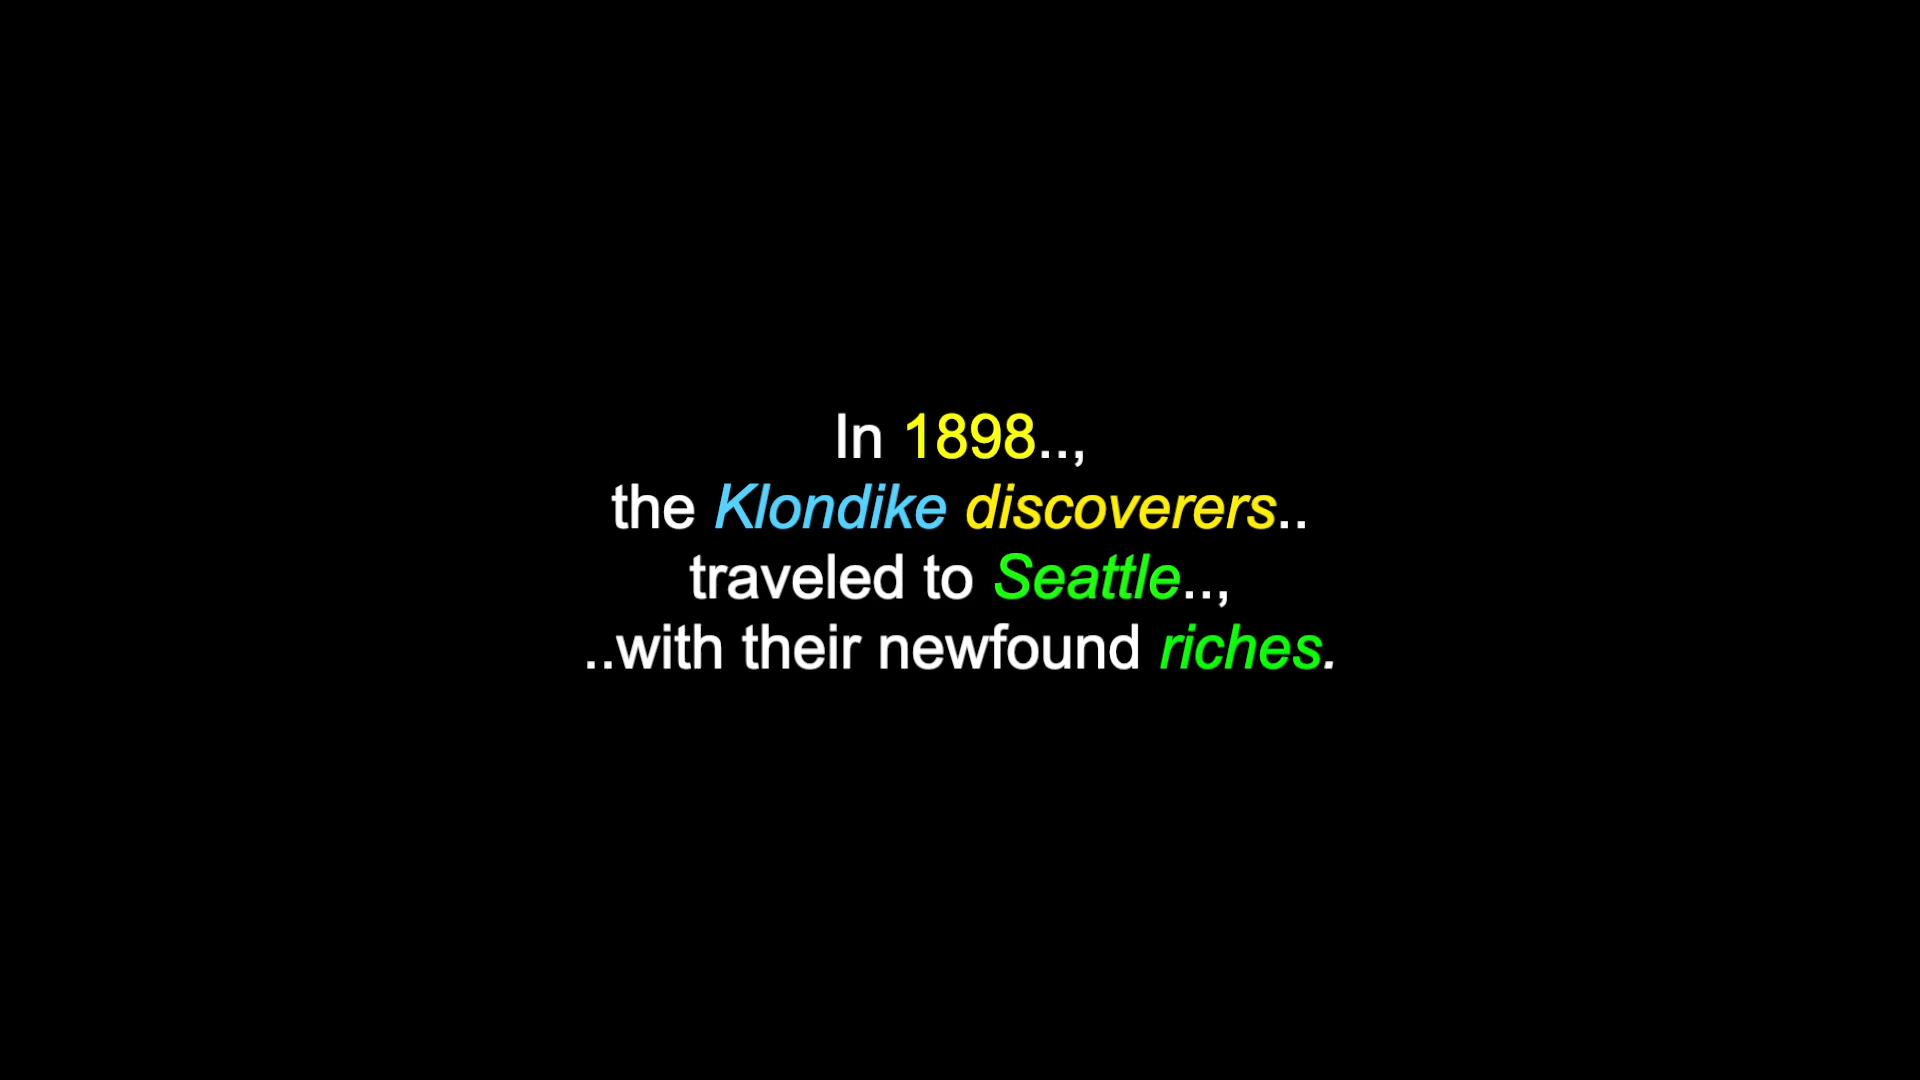 In 1898..,
the Klondike discoverers..
traveled to Seattle..,
..with their newfound riches.